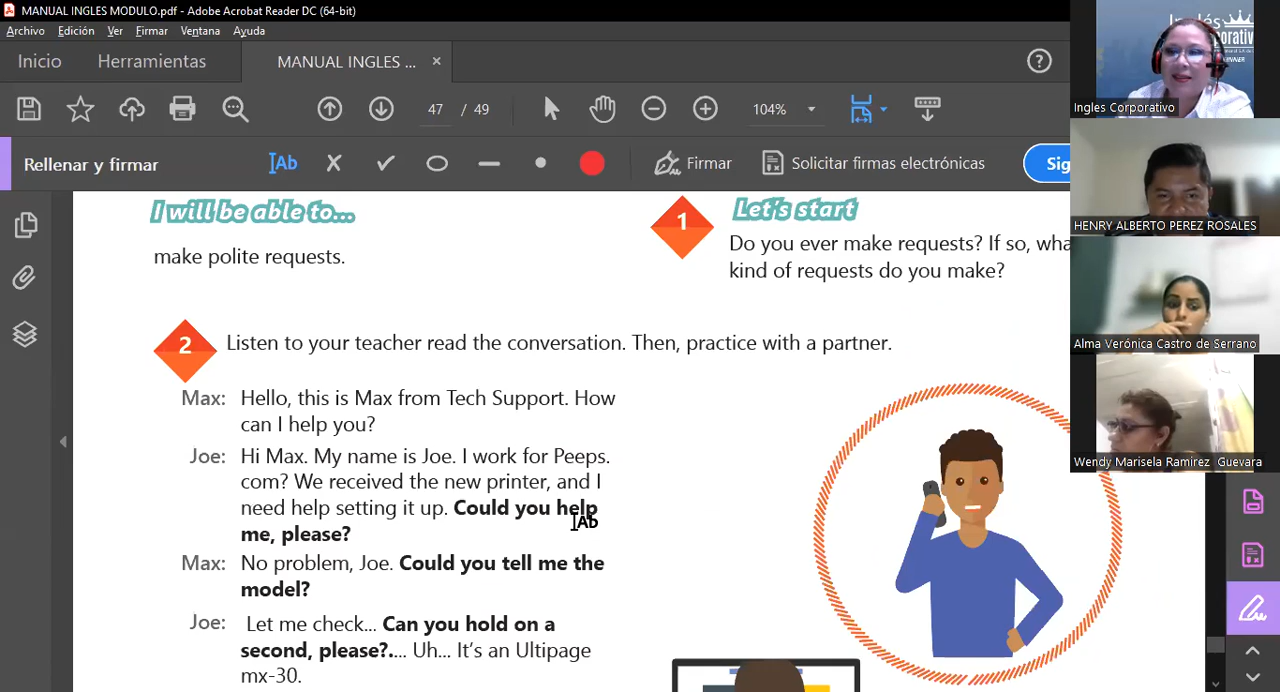 MANUAL INGLES MODULO.pdf - Adobe Acrobat Reader DC (64-bit)
Archivo Edición Ver Firmar Ventana Ayuda
Inicio Herramientas MANUAL INGLES ... ×
47 / 49 104%
Rellenar y firmar Ab Firmar Solicitar firmas electrónicas Sig
I will be able to...
make polite requests.
1 Let's start
Do you ever make requests? If so, wha
kind of requests do you make?
2 Listen to your teacher read the conversation. Then, practice with a partner.
Max: Hello, this is Max from Tech Support. How
can I help you?
Joe: Hi Max. My name is Joe. I work for Peeps.
com? We received the new printer, and I
need help setting it up. Could you help
me, please?
Max: No problem, Joe. Could you tell me the
model?
Joe: Let me check... Can you hold on a
second, please?.... Uh... It's an Ultipage
mx-30.
Ab
Inglés
Ingles Corporativo
HENRY ALBERTO PEREZ ROSALES
Alma Verónica Castro de Serrano
Wendy Marisela Ramírez Guevara